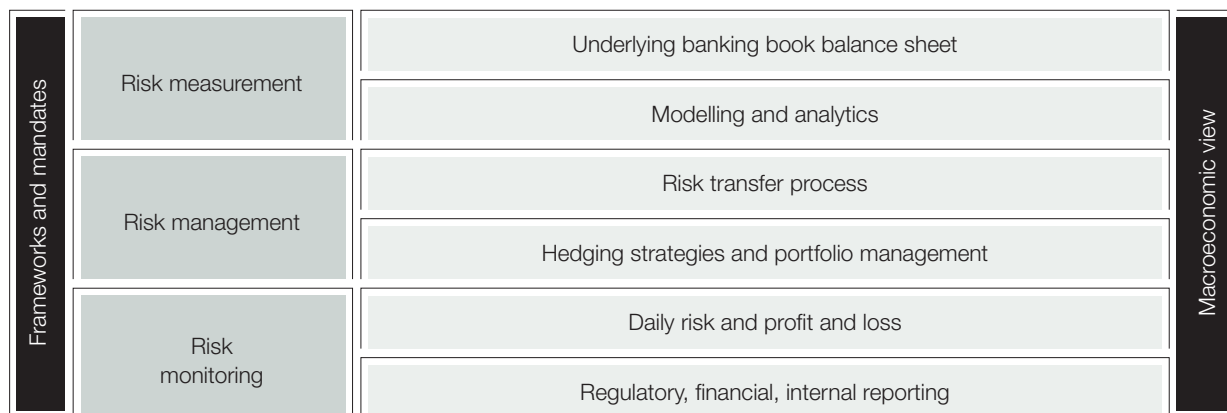 Frameworks and mandates
Risk measurement
Underlying banking book balance sheet
Modelling and analytics
Risk management
Risk transfer process
Hedging strategies and portfolio management
Risk
monitoring
Daily risk and profit and loss
Regulatory, financial, internal reporting
Macroeconomic view